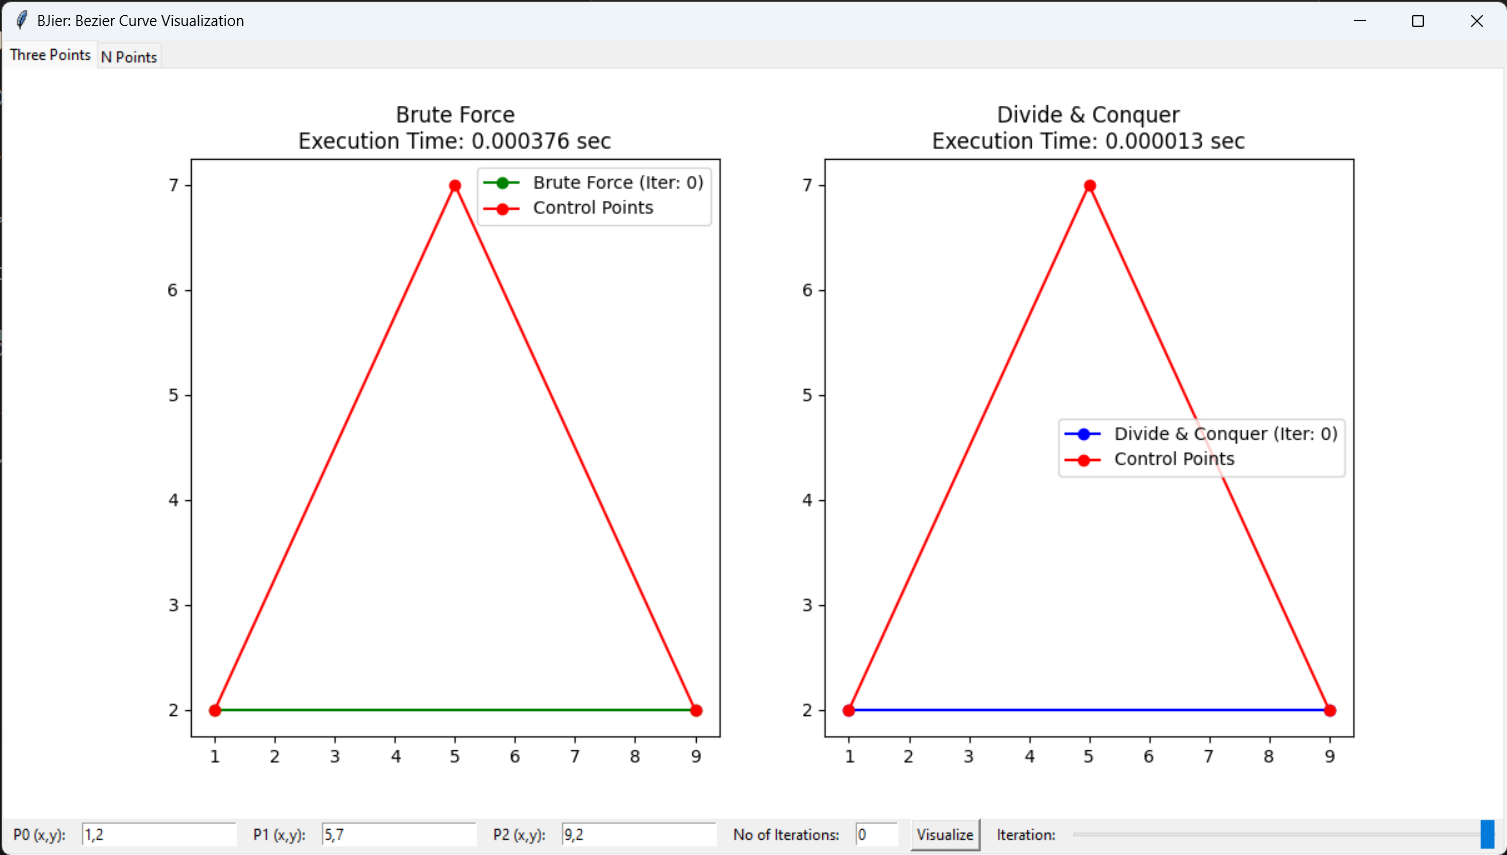 BJier: Bezier Curve Visualization
Three Points N Points
Brute Force
Execution Time: 0.000376 sec
Brute Force (Iter: 0)
Control Points
7
6
5
4
3
2
1 2 3 4 5 6 7 8 9
Divide & Conquer
Execution Time: 0.000013 sec
Divide & Conquer (Iter: 0)
Control Points
7
6
5
4
3
2
1 2 3 4 5 6 7 8 9
P0 (x,y): 1,2 P1 (x,y): 5,7 P2 (x,y): 9,2 No of Iterations: 0 Visualize Iteration: